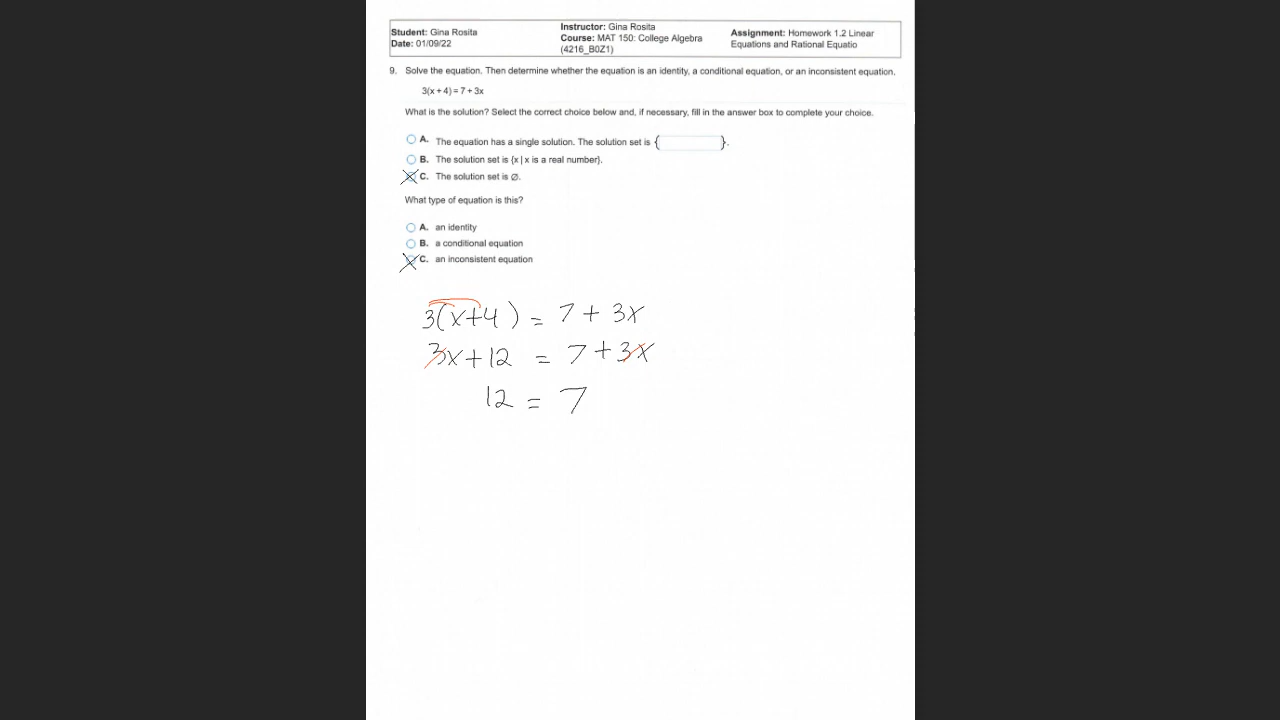 Student: Gina Rosita
Date: 01/09/22
Instructor: Gina Rosita
Course: MAT 150: College Algebra
(4216_B0Z1)
Assignment: Homework 1.2 Linear
Equations and Rational Equatio
9. Solve the equation. Then determine whether the equation is an identity, a conditional equation, or an inconsistent equation.
3(x + 4) = 7 + 3x
What is the solution? Select the correct choice below and, if necessary, fill in the answer box to complete your choice.
A. The equation has a single solution. The solution set is { }.
B. The solution set is {x | x is a real number}.
C. The solution set is ∅.
What type of equation is this?
A. an identity
B. a conditional equation
C. an inconsistent equation
3(x+4) = 7 + 3x
3x+12 = 7+3x
12 = 7